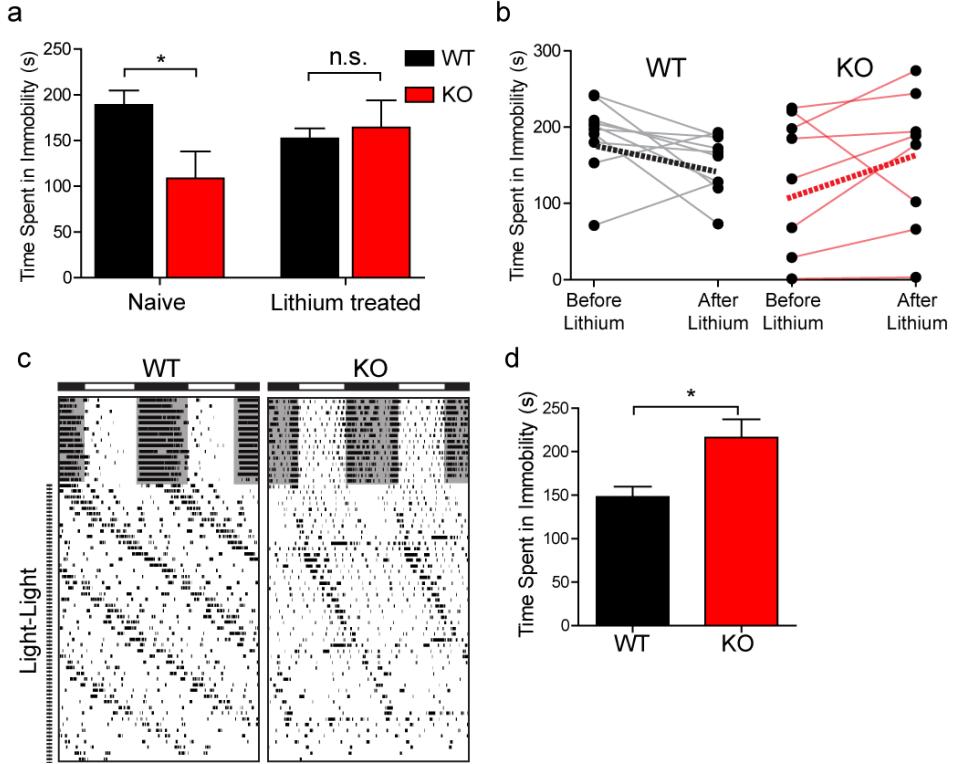 a
Time Spent in Immobility (s)
250
200
150
100
50
0
*
n.s.
WT
KO
Naive
Lithium treated
b
Time Spent in Immobility (s)
300
200
100
0
WT
KO
Before Lithium
After Lithium
Before Lithium
After Lithium
c
WT
KO
Light-Light
d
Time Spent in Immobility (s)
250
200
150
100
50
0
*
WT
KO